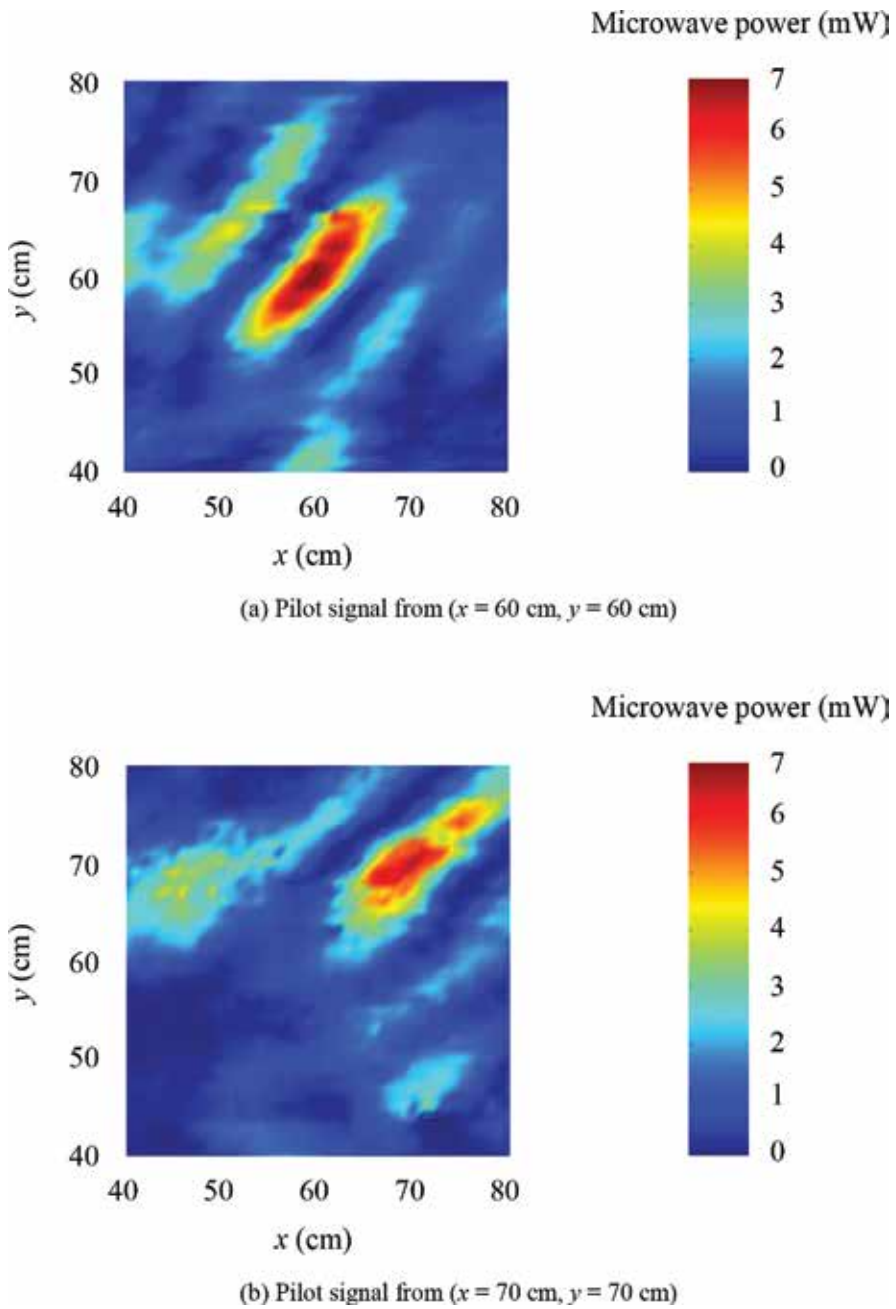 Microwave power (mW)
80
70
60
50
40
y (cm)
40 50 60 70 80
x (cm)
7
6
5
4
3
2
1
0
(a) Pilot signal from (x = 60 cm, y = 60 cm)
Microwave power (mW)
80
70
60
50
40
y (cm)
40 50 60 70 80
x (cm)
7
6
5
4
3
2
1
0
(b) Pilot signal from (x = 70 cm, y = 70 cm)